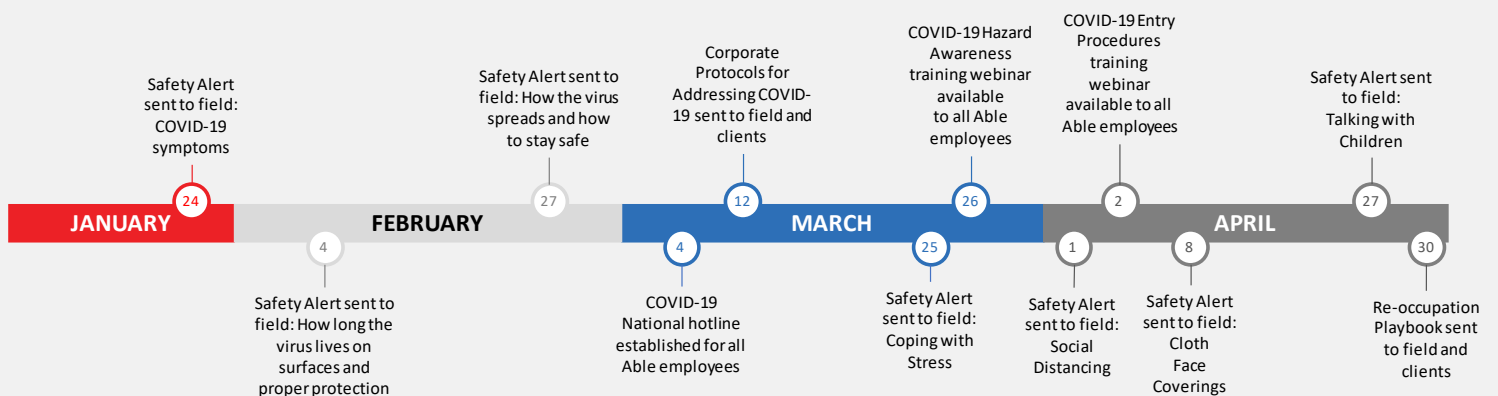 Safety Alert
sent to field:
COVID-19
symptoms
Safety Alert sent to
field: How the virus
spreads and how
to stay safe
Corporate
Protocols for
Addressing COVID-
19 sent to field and
clients
COVID-19 Hazard
Awareness
training webinar
available
to all Able
employees
COVID-19 Entry
Procedures
training
webinar
available to all
Able employees
Safety Alert sent
to field:
Talking with
Children
24
27
12
26
2
27
JANUARY
FEBRUARY
MARCH
APRIL
4
4
25
1
8
30
Safety Alert sent to
field: How long the
virus lives on
surfaces and
proper protection
COVID-19
National hotline
established for all
Able employees
Safety Alert
sent to field:
Coping with
Stress
Safety Alert
sent to field:
Social
Distancing
Safety Alert
sent to field:
Cloth
Face
Coverings
Re-occupation
Playbook sent
to field and
clients